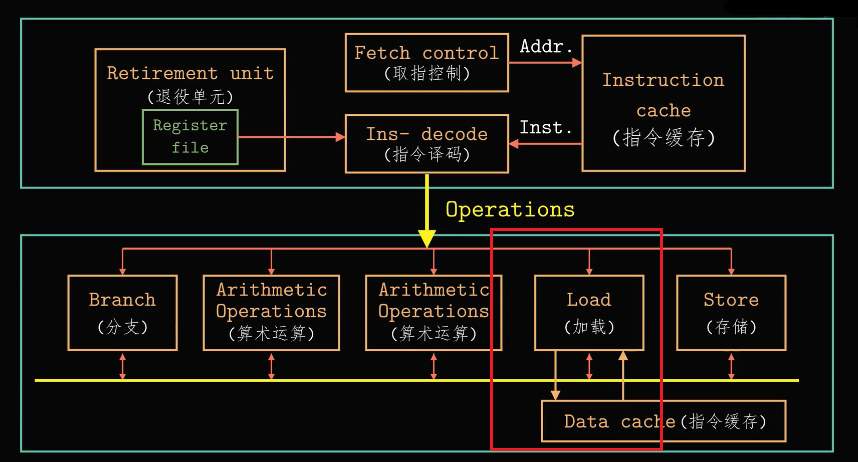 Retirement unit
(退役单元)
Register
file
Fetch control
(取指控制)
Addr.
Instruction
cache
(指令缓存)
Ins- decode
(指令译码)
Inst.
Operations
Branch
(分支)
Arithmetic
Operations
(算术运算)
Arithmetic
Operations
(算术运算)
Load
(加载)
Store
(存储)
Data cache(指令缓存)